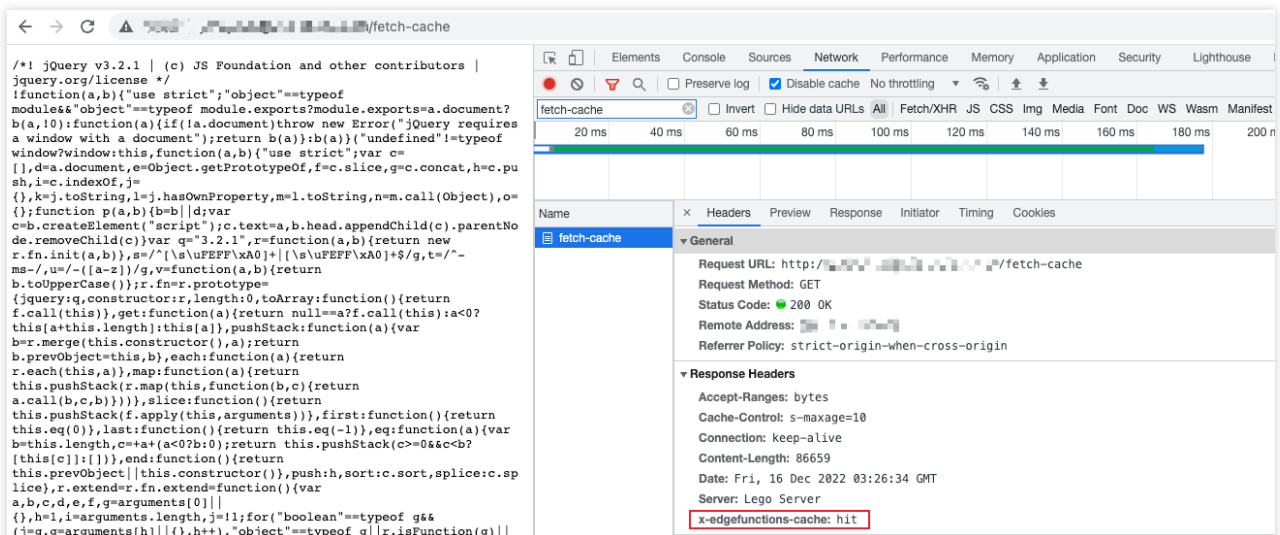 /fetch-cache
/*! jQuery v3.2.1 | (c) JS Foundation and other contributors |
jquery.org/license */
!function(a,b){"use strict";"object"==typeof
module&&"object"==typeof module.exports?module.exports=a.document?
b(a,!0):function(a){if(!a.document)throw new Error("jQuery requires
a window with a document");return b(a)}:b(a)}("undefined"!=typeof
window?window:this,function(a,b){"use strict";var c=
[],d=a.document,e=Object.getPrototypeOf,f=c.slice,g=c.concat,h=c.pu
sh,i=c.indexOf,j=
{},k=j.toString,l=j.hasOwnProperty,m=l.toString,n=m.call(Object),o=
{};function p(a,b){b=b||d;var
c=b.createElement("script");c.text=a,b.head.appendChild(c).parentNo
de.removeChild(c)}var q="3.2.1",r=function(a,b){return new
r.fn.init(a,b)},s=/^[\s\uFEFF\xA0]+|[\s\uFEFF\xA0]+$/g,t=/^-
ms-/,u=/-([a-z])/g,v=function(a,b){return
b.toUpperCase()};r.fn=r.prototype=
{jquery:q,constructor:r,length:0,toArray:function(){return
f.call(this)},get:function(a){return null==a?f.call(this):a<0?
this[a+this.length]:this[a]},pushStack:function(a){var
b=r.merge(this.constructor(),a);return
b.prevObject=this,b},each:function(a){return
r.each(this,a)},map:function(a){return
this.pushStack(r.map(this,function(b,c){return
a.call(b,c,b)}))},slice:function(){return
this.pushStack(f.apply(this,arguments))},first:function(){return
this.eq(0)},last:function(){return this.eq(-1)},eq:function(a){var
b=this.length,c=+a+(a<0?b:0);return this.pushStack(c>=0&&c<b?
[this[c]]:[])},end:function(){return
this.prevObject||this.constructor()},push:h,sort:c.sort,splice:c.sp
lice},r.extend=r.fn.extend=function(){var
a,b,c,d,e,f,g=arguments[0]||
{},h=1,i=arguments.length,j=!1;for("boolean"==typeof g&&
(j=g,g=arguments[h]||{},h++),"object"==typeof g||r.isFunction(g)||
Elements Console Sources Network Performance Memory Application Security Lighthouse
Preserve log Disable cache No throttling
fetch-cache Invert Hide data URLs All Fetch/XHR JS CSS Img Media Font Doc WS Wasm Manifest
20 ms 40 ms 60 ms 80 ms 100 ms 120 ms 140 ms 160 ms 180 ms 200 m
Name
fetch-cache
× Headers Preview Response Initiator Timing Cookies
General
Request URL: http:/ /fetch-cache
Request Method: GET
Status Code: 200 OK
Remote Address:
Referrer Policy: strict-origin-when-cross-origin
Response Headers
Accept-Ranges: bytes
Cache-Control: s-maxage=10
Connection: keep-alive
Content-Length: 86659
Date: Fri, 16 Dec 2022 03:26:34 GMT
Server: Lego Server
x-edgefunctions-cache: hit